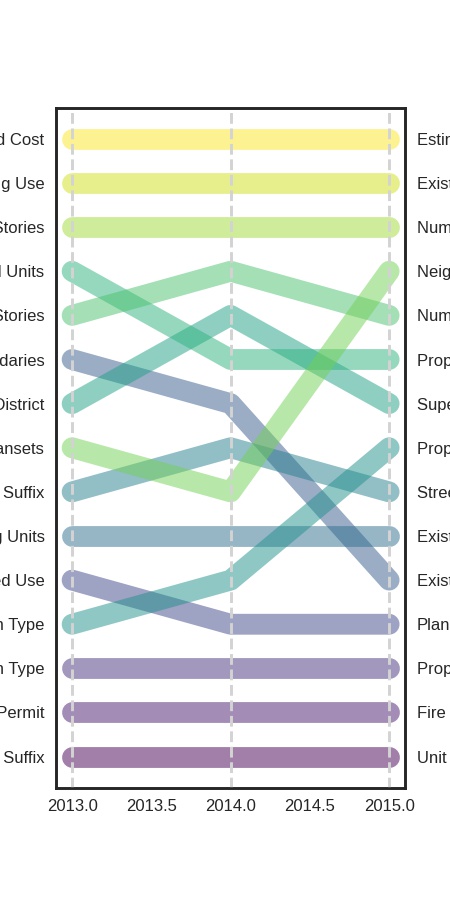 Cost Estir
g Use Exist
Stories Num
Units Neig
Stories Num
daries Prop
District Supe
ansets Prop
Suffix Stree
Units Exist
ed Use Exist
Type Plan
Type Prop
Permit Fire
Suffix Unit
2013.0 2013.5 2014.0 2014.5 2015.0